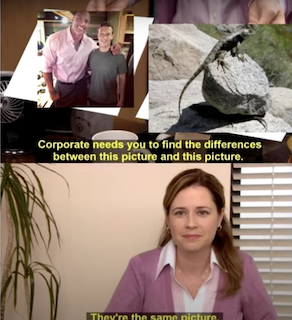 Corporate needs you to find the differences
between this picture and this picture.
They're the same picture.